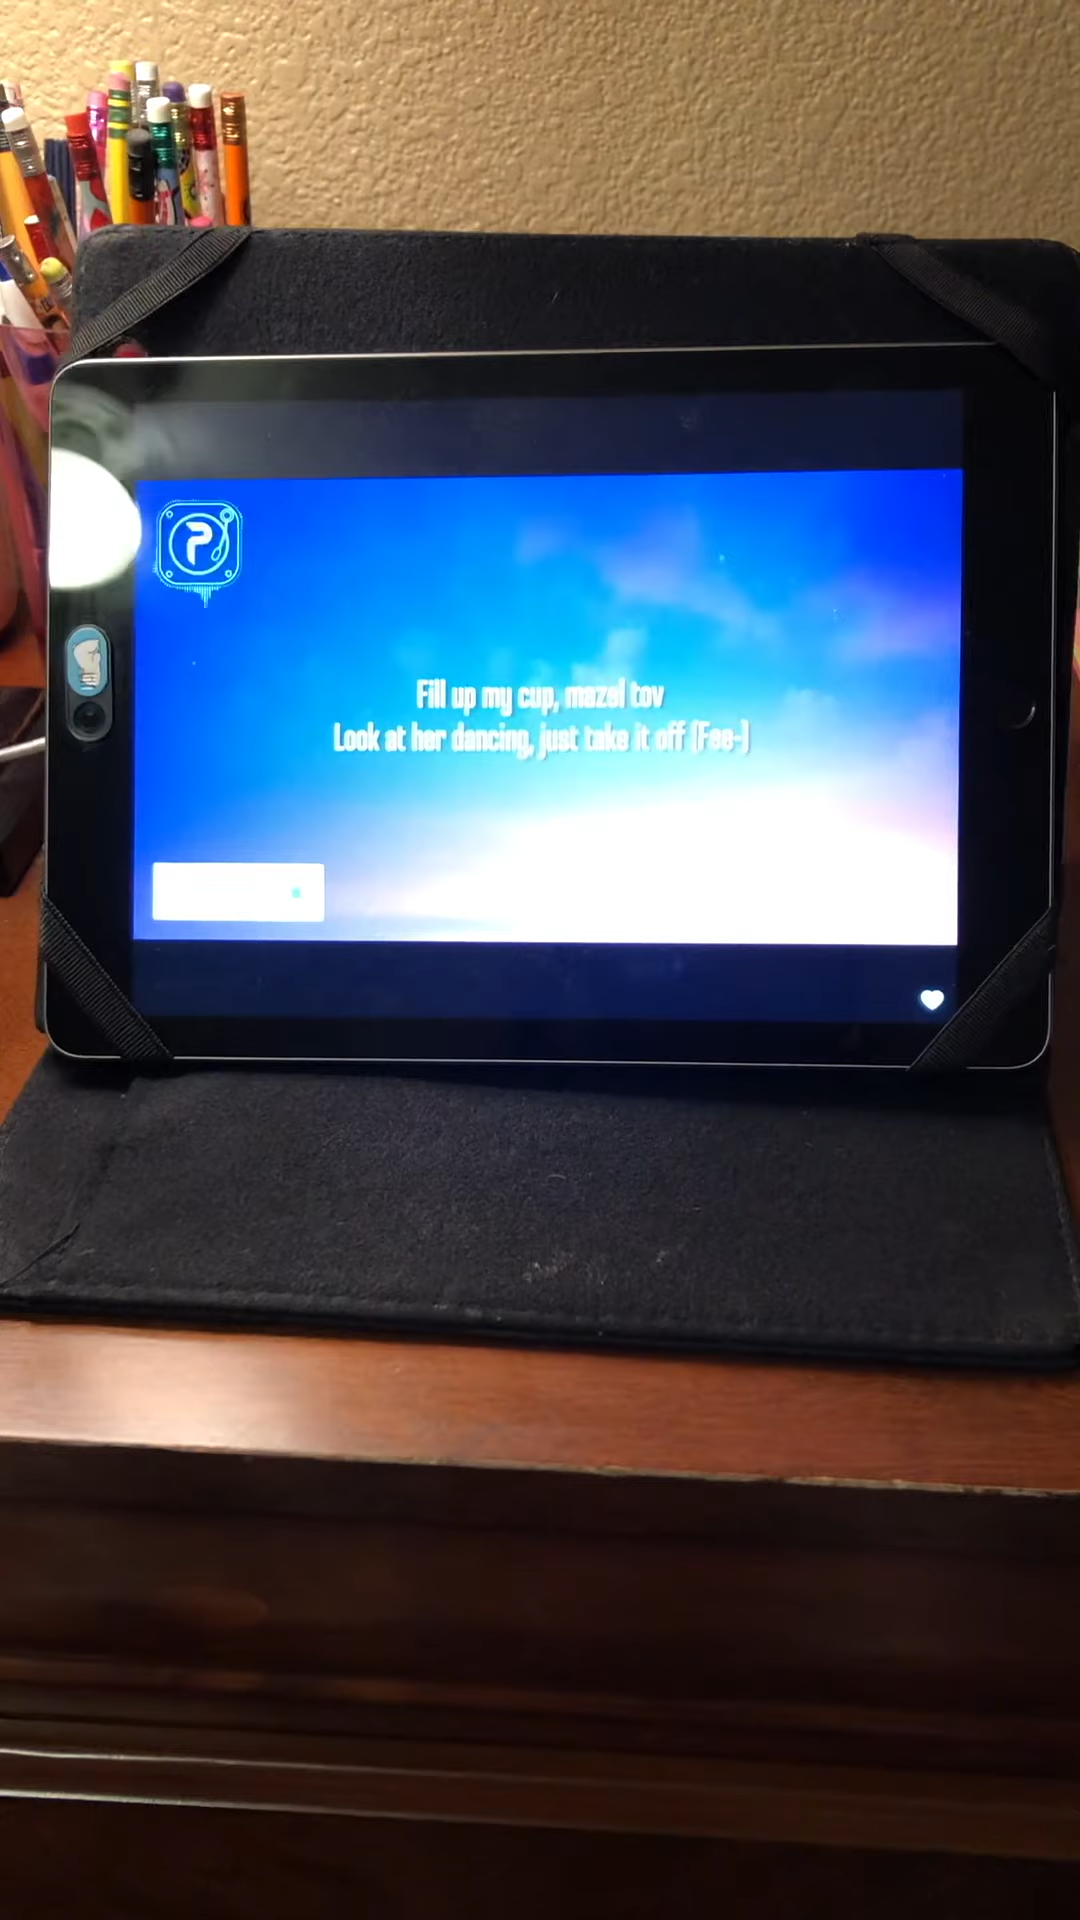 Fill up my cup, mazel tov
Look at her dancing, just take it off (Fee-)